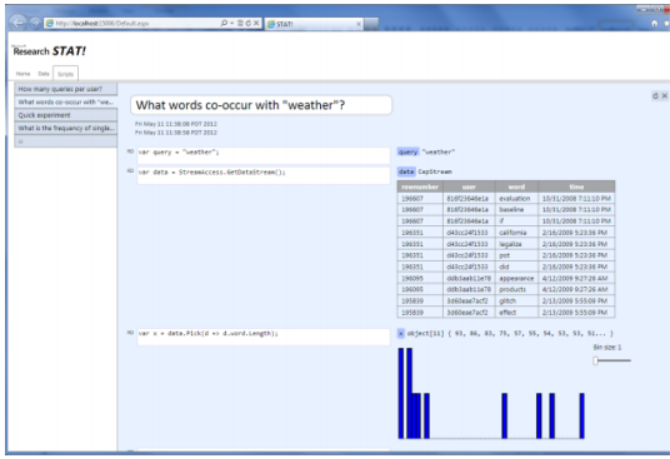 http://localhost:15098/Default.aspx
STAT!
Research STAT!
Home Data Scripts
How many queries per user?
What words co-occur with "we...
Quick experiment
What is the frequency of single...
What words co-occur with "weather"?
Fri May 11 11:38:08 PDT 2012
Fri May 11 11:38:58 PDT 2012
var query = "weather";
query "weather"
var data = StreamAccess.GetDataStream();
data CapStream
rownumber user word time
196607 816f23646e1a evaluation 10/31/2008 7:11:10 PM
196607 816f23646e1a baseline 10/31/2008 7:11:10 PM
196607 816f23646e1a if 10/31/2008 7:11:10 PM
196351 d43cc24f1533 california 2/16/2009 5:23:36 PM
196351 d43cc24f1533 legalize 2/16/2009 5:23:36 PM
196351 d43cc24f1533 pot 2/16/2009 5:23:36 PM
196351 d43cc24f1533 did 2/16/2009 5:23:36 PM
196095 ddb3aab11e78 appearance 4/12/2009 9:27:26 AM
196095 ddb3aab11e78 products 4/12/2009 9:27:26 AM
195839 3d60eae7acf2 glitch 2/13/2009 5:55:09 PM
195839 3d60eae7acf2 effect 2/13/2009 5:55:09 PM
var x = data.Pick(d => d.word.Length);
x object[11] { 93, 86, 83, 75, 57, 55, 54, 53, 53, 51... }
Bin size: 1